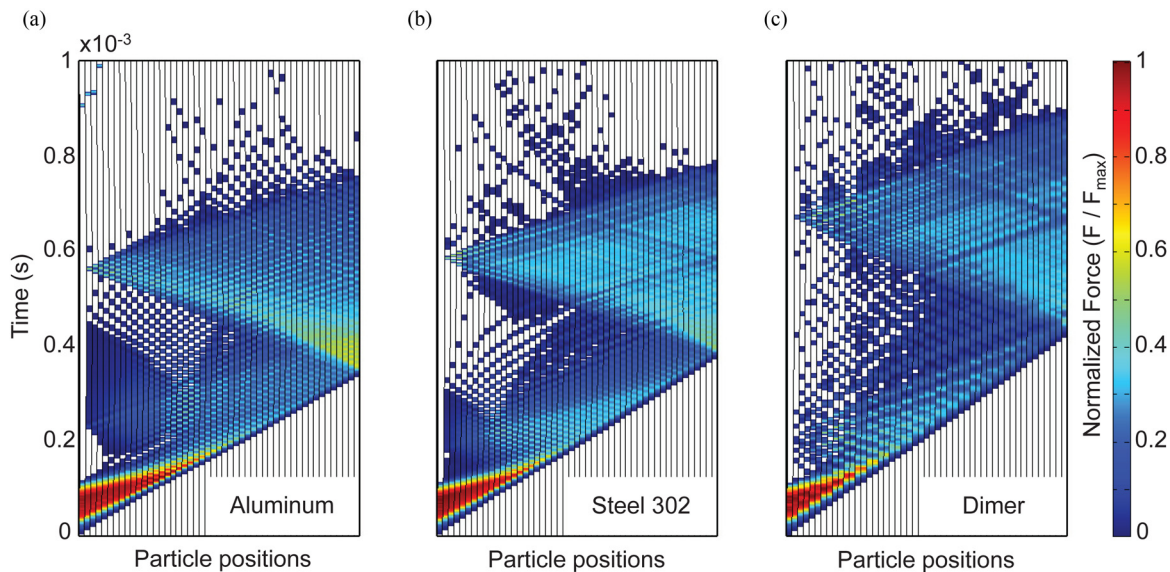 (a)
(b)
(c)
x10-3
1
0.8
0.6
0.4
0.2
0
Time (s)
Aluminum
Steel 302
Dimer
Particle positions
Particle positions
Particle positions
1
0.8
0.6
0.4
0.2
0
Normalized Force (F / Fmax)